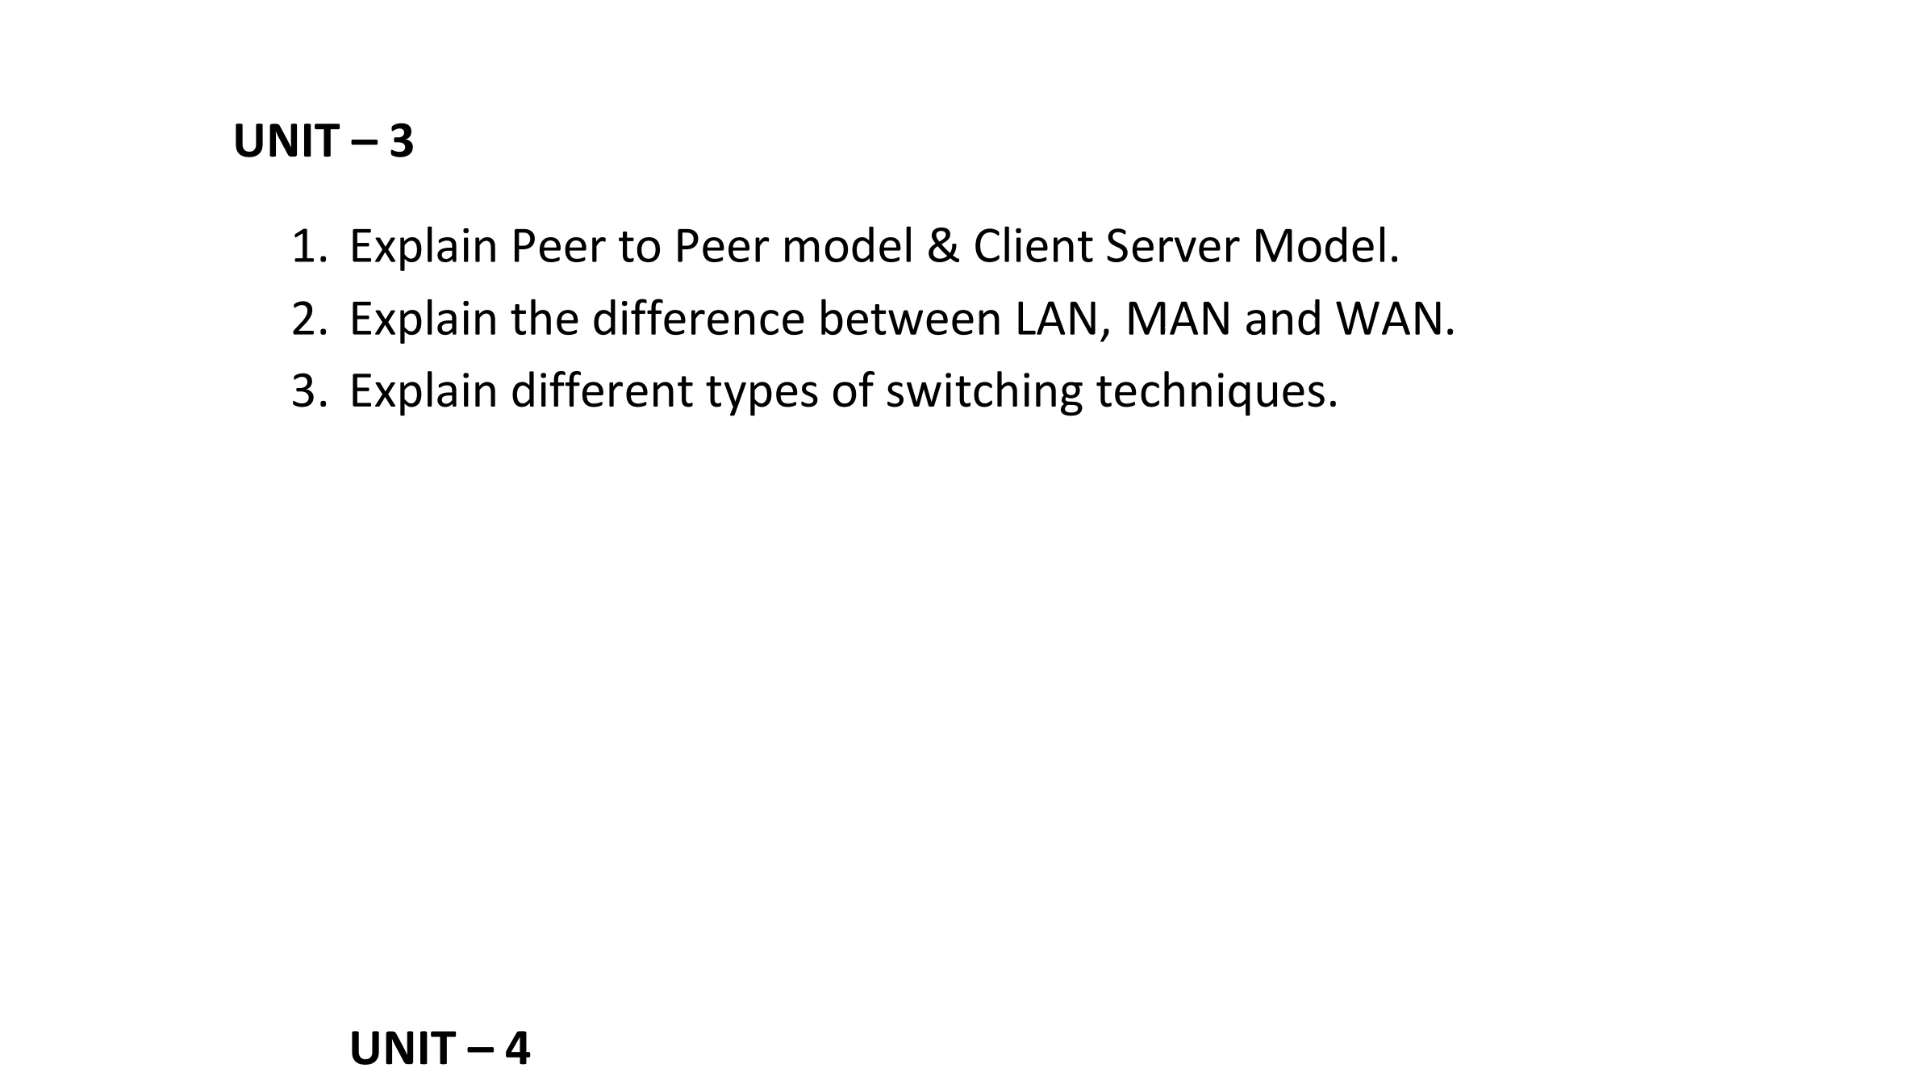 UNIT – 3
1. Explain Peer to Peer model & Client Server Model.
2. Explain the difference between LAN, MAN and WAN.
3. Explain different types of switching techniques.
UNIT – 4